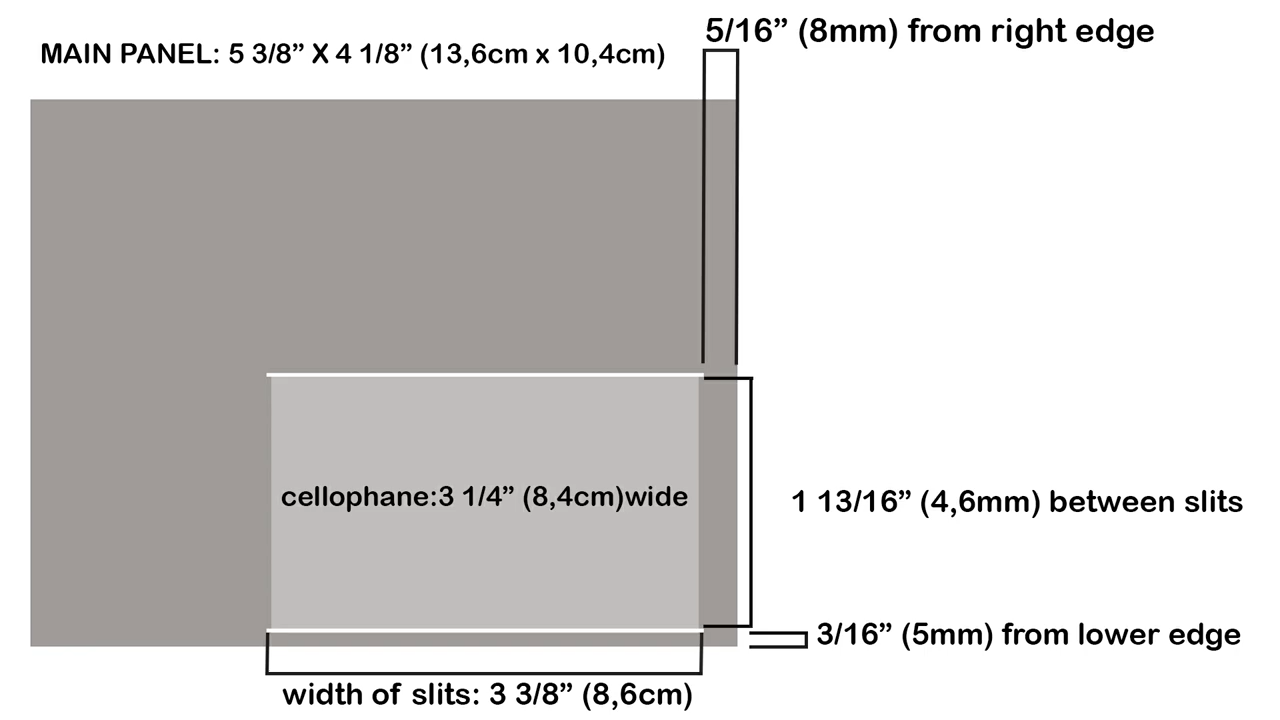 5/16” (8mm) from right edge
MAIN PANEL: 5 3/8” X 4 1/8” (13,6cm x 10,4cm)
cellophane:3 1/4” (8,4cm)wide
1 13/16” (4,6mm) between slits
3/16” (5mm) from lower edge
width of slits: 3 3/8” (8,6cm)